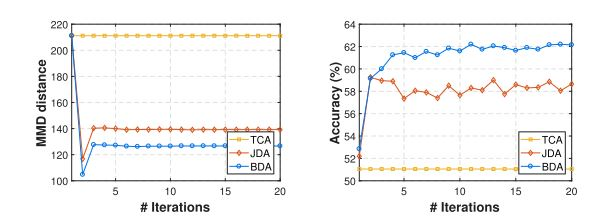 220
200
180
160
140
120
100
MMD distance
5
10
15
20
# Iterations
TCA
JDA
BDA
64
62
60
58
56
54
52
50
Accuracy (%)
5
10
15
20
# Iterations
TCA
JDA
BDA